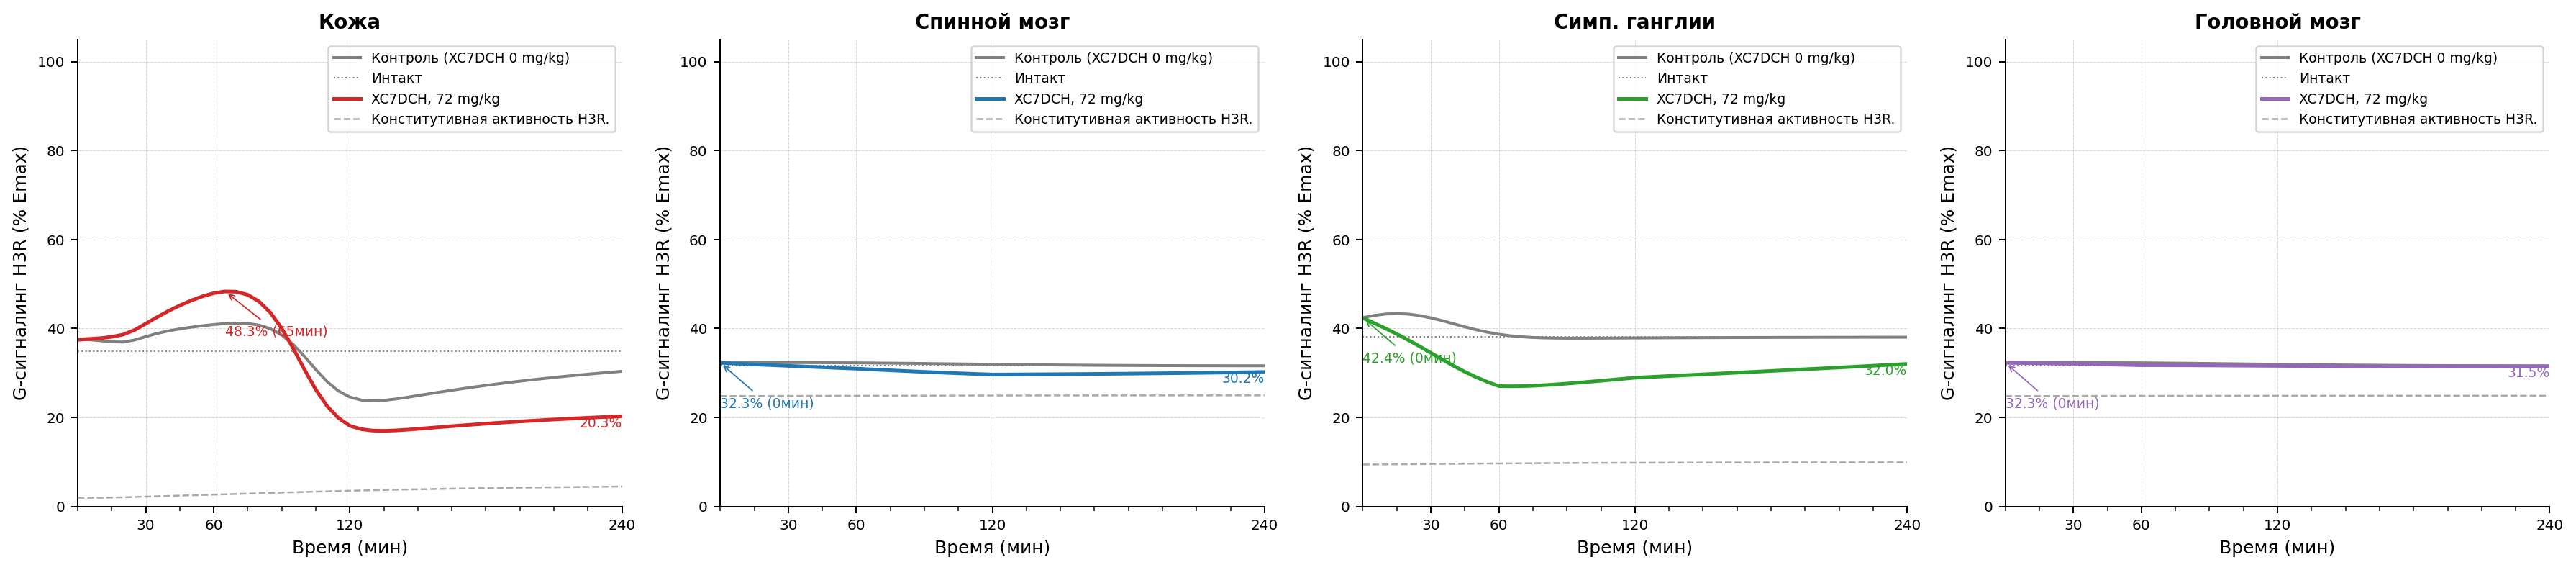 Кожа
G-сигналинг H3R (% Emax)
100
80
60
40
20
0
Контроль (XC7DCH 0 mg/kg)
Интакт
XC7DCH, 72 mg/kg
Конститутивная активность H3R.
48.3% (65мин)
20.3%
30
60
120
240
Время (мин)
Спинной мозг
G-сигналинг H3R (% Emax)
100
80
60
40
20
0
Контроль (XC7DCH 0 mg/kg)
Интакт
XC7DCH, 72 mg/kg
Конститутивная активность H3R.
30.2%
32.3% (0мин)
30
60
120
240
Время (мин)
Симп. ганглии
G-сигналинг H3R (% Emax)
100
80
60
40
20
0
Контроль (XC7DCH 0 mg/kg)
Интакт
XC7DCH, 72 mg/kg
Конститутивная активность H3R.
42.4% (0мин)
32.0%
30
60
120
240
Время (мин)
Головной мозг
G-сигналинг H3R (% Emax)
100
80
60
40
20
0
Контроль (XC7DCH 0 mg/kg)
Интакт
XC7DCH, 72 mg/kg
Конститутивная активность H3R.
31.5%
32.3% (0мин)
30
60
120
240
Время (мин)